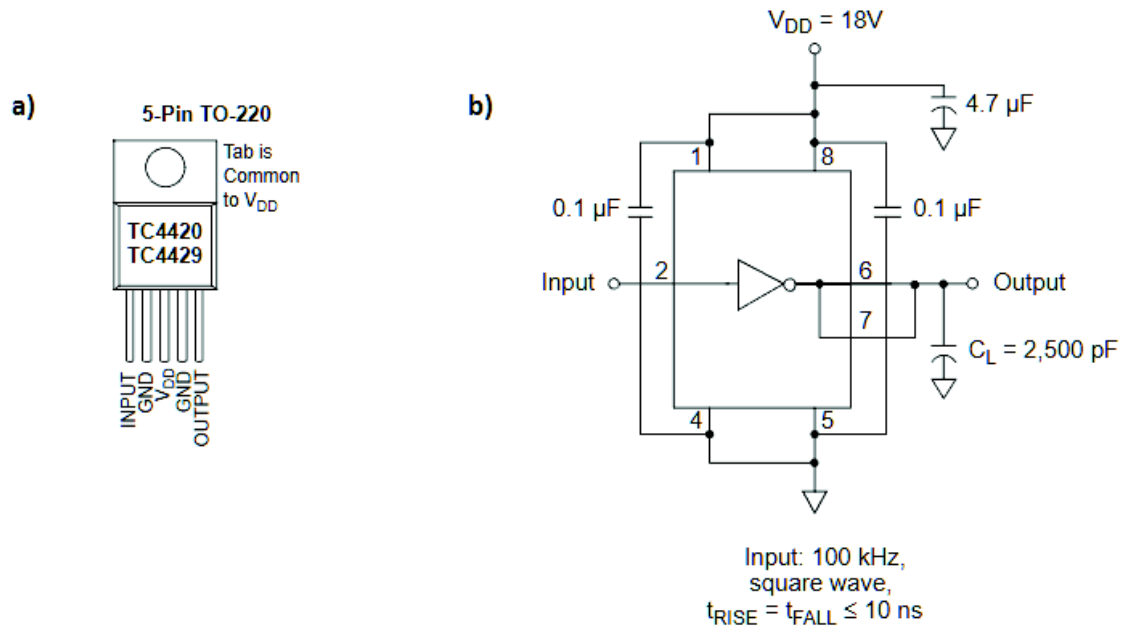 a)
5-Pin TO-220
Tab is
Common
to VDD
TC4420
TC4429
INPUT
GND
VDD
GND
OUTPUT
b)
VDD = 18V
4.7 µF
1
8
0.1 µF
0.1 µF
Input
2
6
Output
7
CL = 2,500 pF
4
5
Input: 100 kHz,
square wave,
tRISE = tFALL ≤ 10 ns